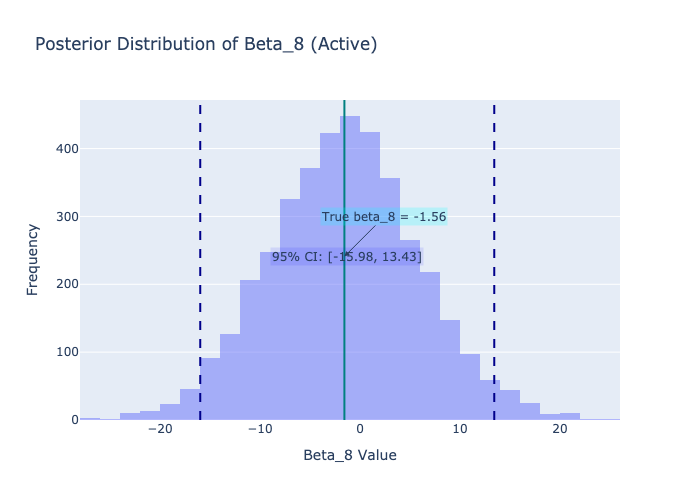 Posterior Distribution of Beta_8 (Active)
400
300
200
100
0
Frequency
True beta_8 = -1.56
95% CI: [-15.98, 13.43]
−20 −10 0 10 20
Beta_8 Value